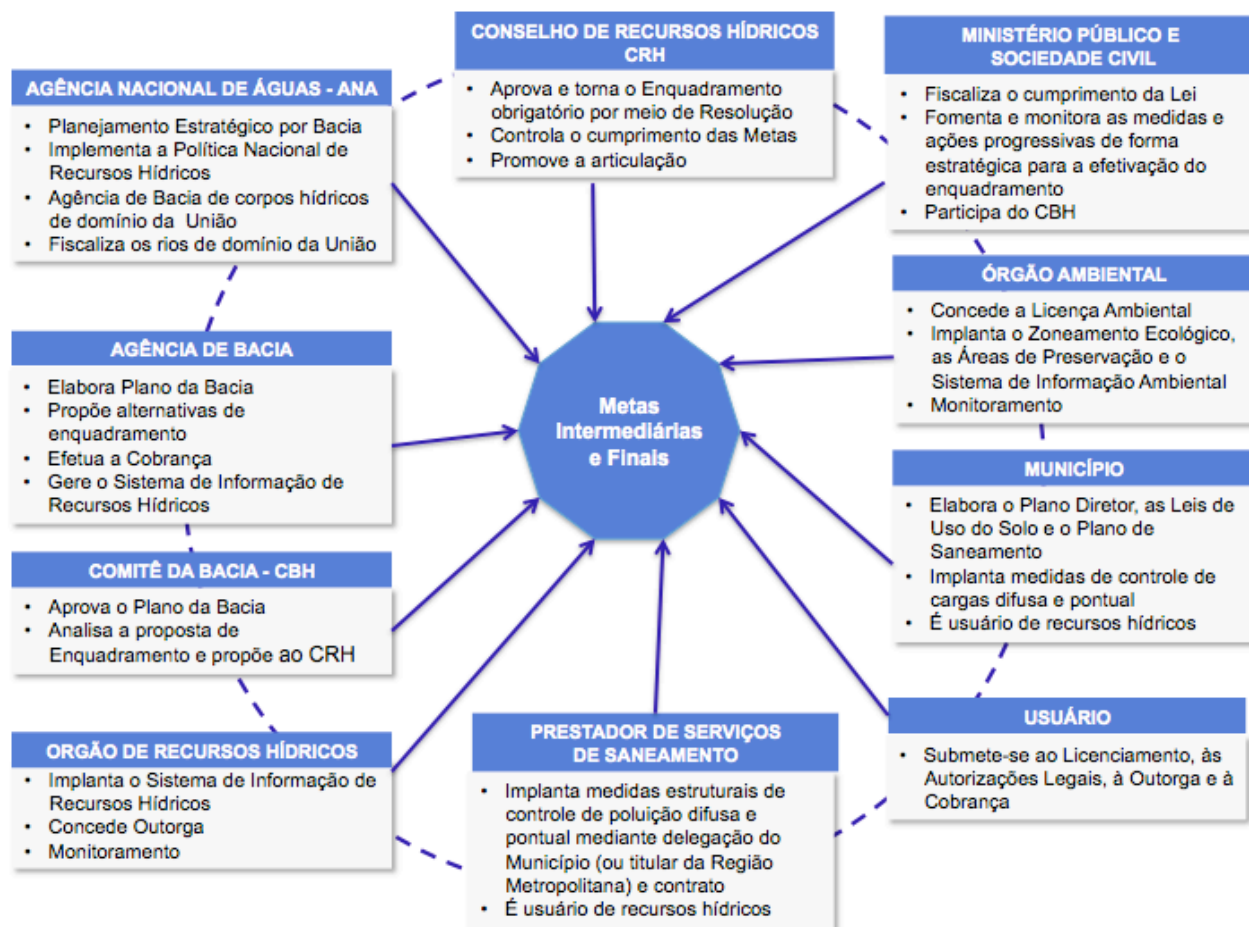 CONSELHO DE RECURSOS HÍDRICOS
CRH
• Aprova e torna o Enquadramento
obrigatório por meio de Resolução
• Controla o cumprimento das Metas
• Promove a articulação
MINISTÉRIO PÚBLICO E
SOCIEDADE CIVIL
• Fiscaliza o cumprimento da Lei
• Fomenta e monitora as medidas e
ações progressivas de forma
estratégica para a efetivação do
enquadramento
• Participa do CBH
AGÊNCIA NACIONAL DE ÁGUAS - ANA
• Planejamento Estratégico por Bacia
• Implementa a Política Nacional de
Recursos Hídricos
• Agência de Bacia de corpos hídricos
de domínio da União
• Fiscaliza os rios de domínio da União
ÓRGÃO AMBIENTAL
• Concede a Licença Ambiental
• Implanta o Zoneamento Ecológico,
as Áreas de Preservação e o
Sistema de Informação Ambiental
• Monitoramento
AGÊNCIA DE BACIA
• Elabora Plano da Bacia
• Propõe alternativas de
enquadramento
• Efetua a Cobrança
• Gere o Sistema de Informação de
Recursos Hídricos
Metas
Intermediárias
e Finais
MUNICÍPIO
• Elabora o Plano Diretor, as Leis de
Uso do Solo e o Plano de
Saneamento
• Implanta medidas de controle de
cargas difusa e pontual
• É usuário de recursos hídricos
COMITÊ DA BACIA - CBH
• Aprova o Plano da Bacia
• Analisa a proposta de
Enquadramento e propõe ao CRH
ORGÃO DE RECURSOS HÍDRICOS
• Implanta o Sistema de Informação de
Recursos Hídricos
• Concede Outorga
• Monitoramento
PRESTADOR DE SERVIÇOS
DE SANEAMENTO
• Implanta medidas estruturais de
controle de poluição difusa e
pontual mediante delegação do
Município (ou titular da Região
Metropolitana) e contrato
• É usuário de recursos hídricos
USUÁRIO
• Submete-se ao Licenciamento, às
Autorizações Legais, à Outorga e à
Cobrança